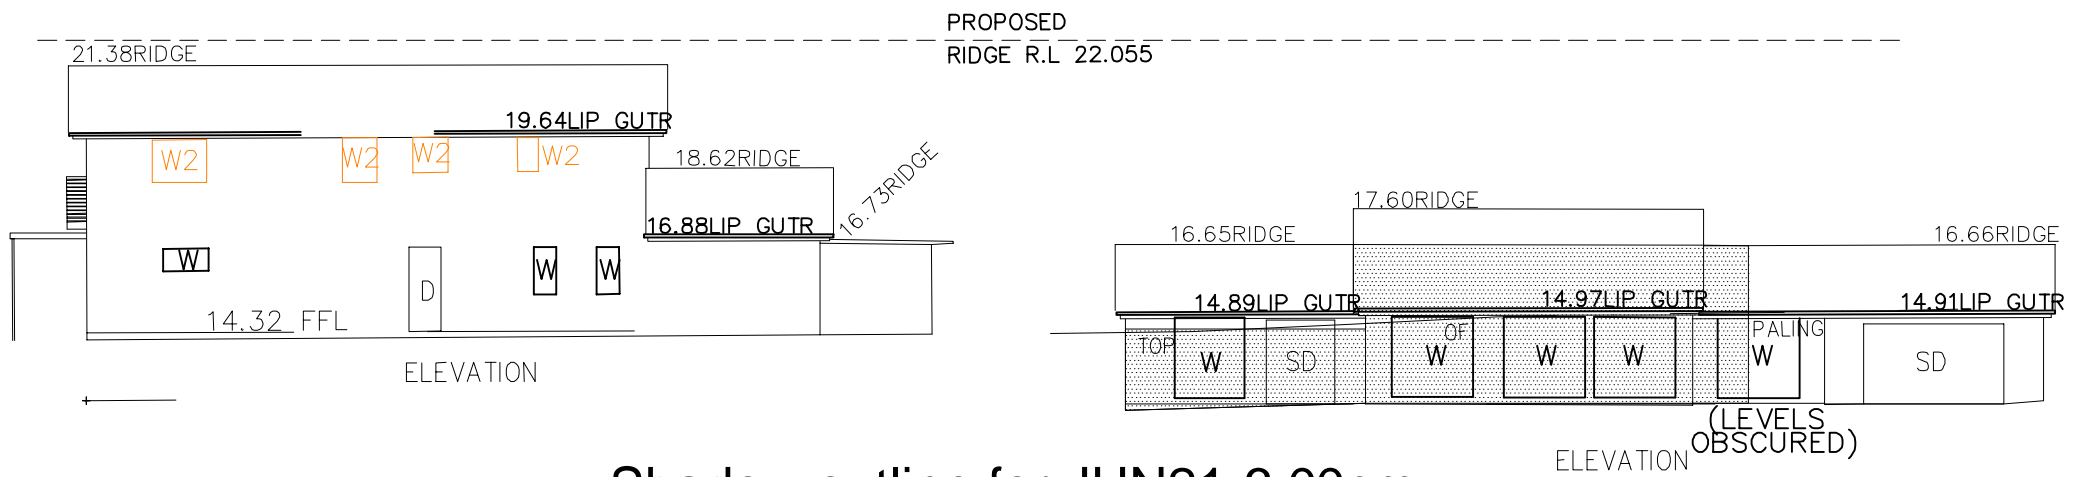 PROPOSED
RIDGE R.L 22.055
21.38RIDGE
19.64LIP GUTR
W2
W2
W2
W2
18.62RIDGE
16.73RIDGE
16.88LIP GUTR
W
D
W
W
14.32 FFL
ELEVATION
17.60RIDGE
16.65RIDGE
16.66RIDGE
14.89LIP GUTR
14.97LIP GUTR
14.91LIP GUTR
TOP
OF
PALING
W
SD
W
W
W
W
SD
(LEVELS
OBSCURED)
ELEVATION